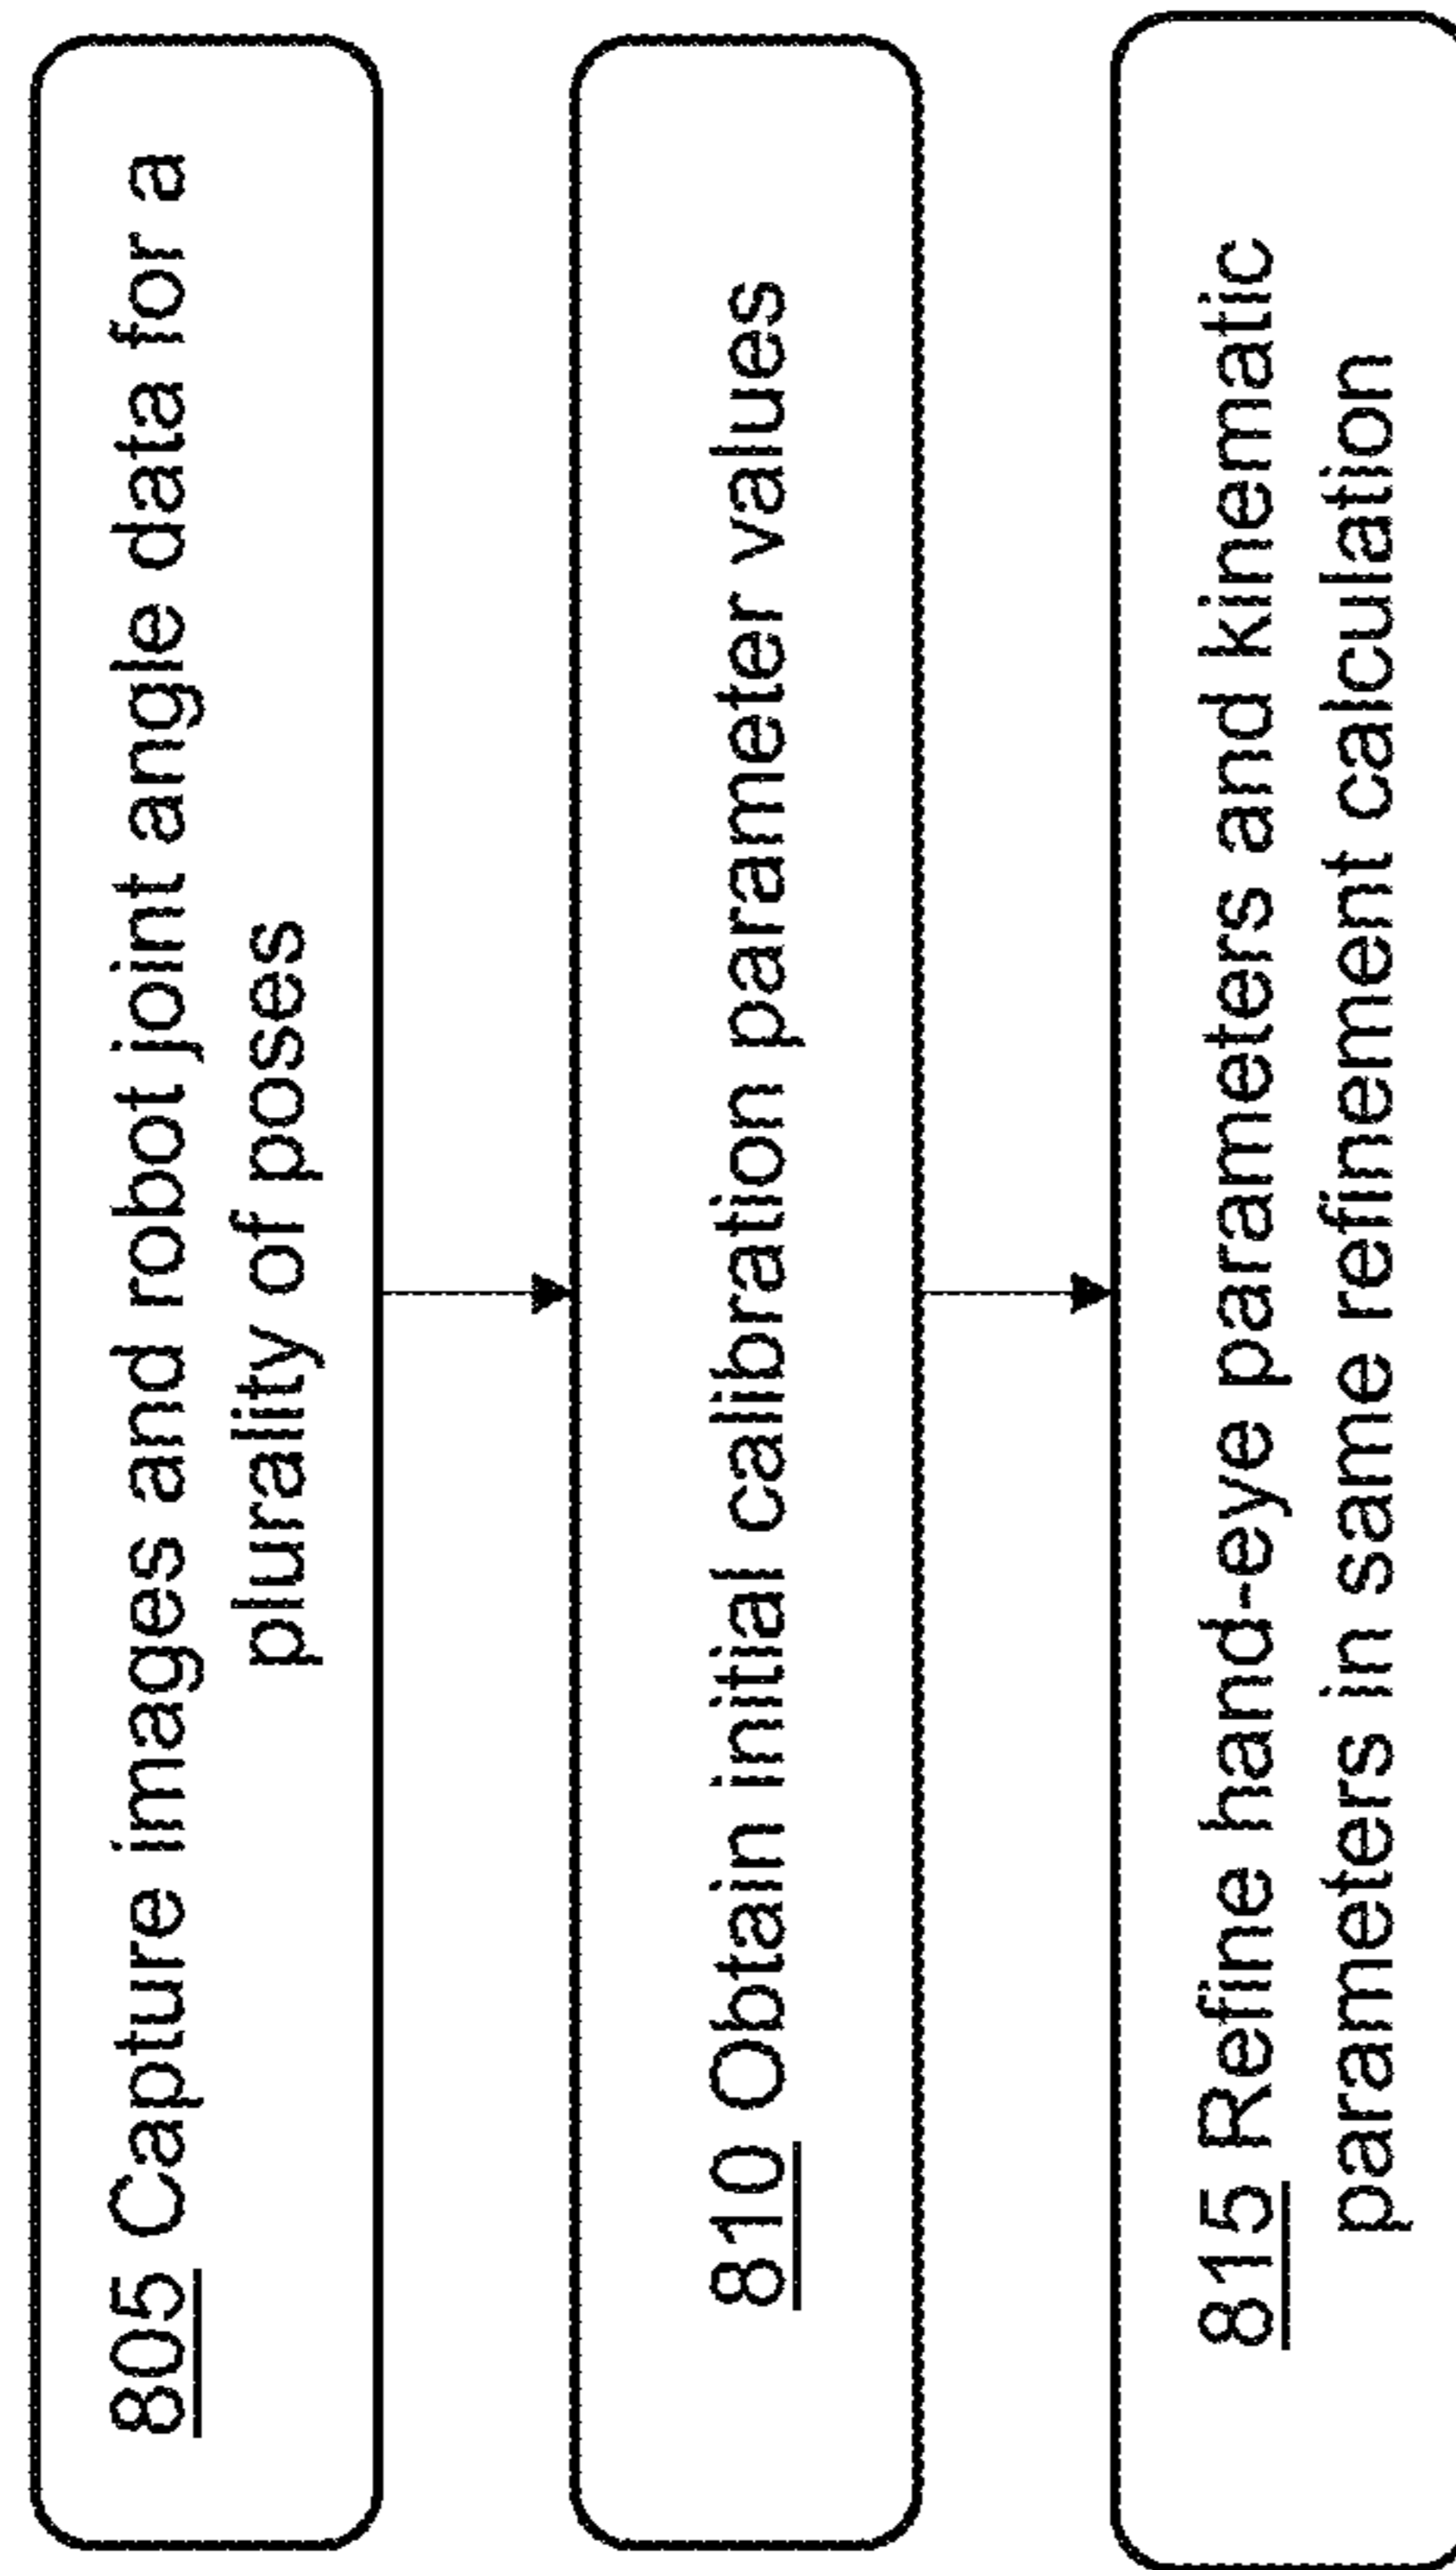 805 Capture images and robot joint angle data for a
plurality of poses
810 Obtain initial calibration parameter values
815 Refine hand-eye parameters and kinematic
parameters in same refinement calculation